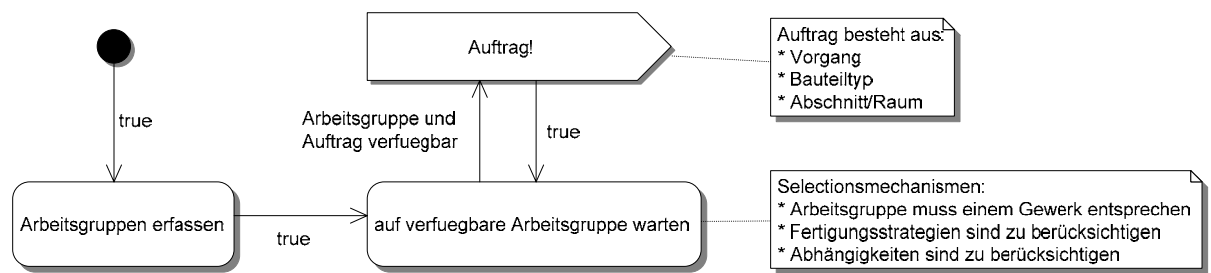 Auftrag!
Auftrag besteht aus:
* Vorgang
* Bauteiltyp
* Abschnitt/Raum
true
Arbeitsgruppe und
Auftrag verfuegbar
true
Arbeitsgruppen erfassen
true
auf verfuegbare Arbeitsgruppe warten
Selectionsmechanismen:
* Arbeitsgruppe muss einem Gewerk entsprechen
* Fertigungsstrategien sind zu berücksichtigen
* Abhängigkeiten sind zu berücksichtigen